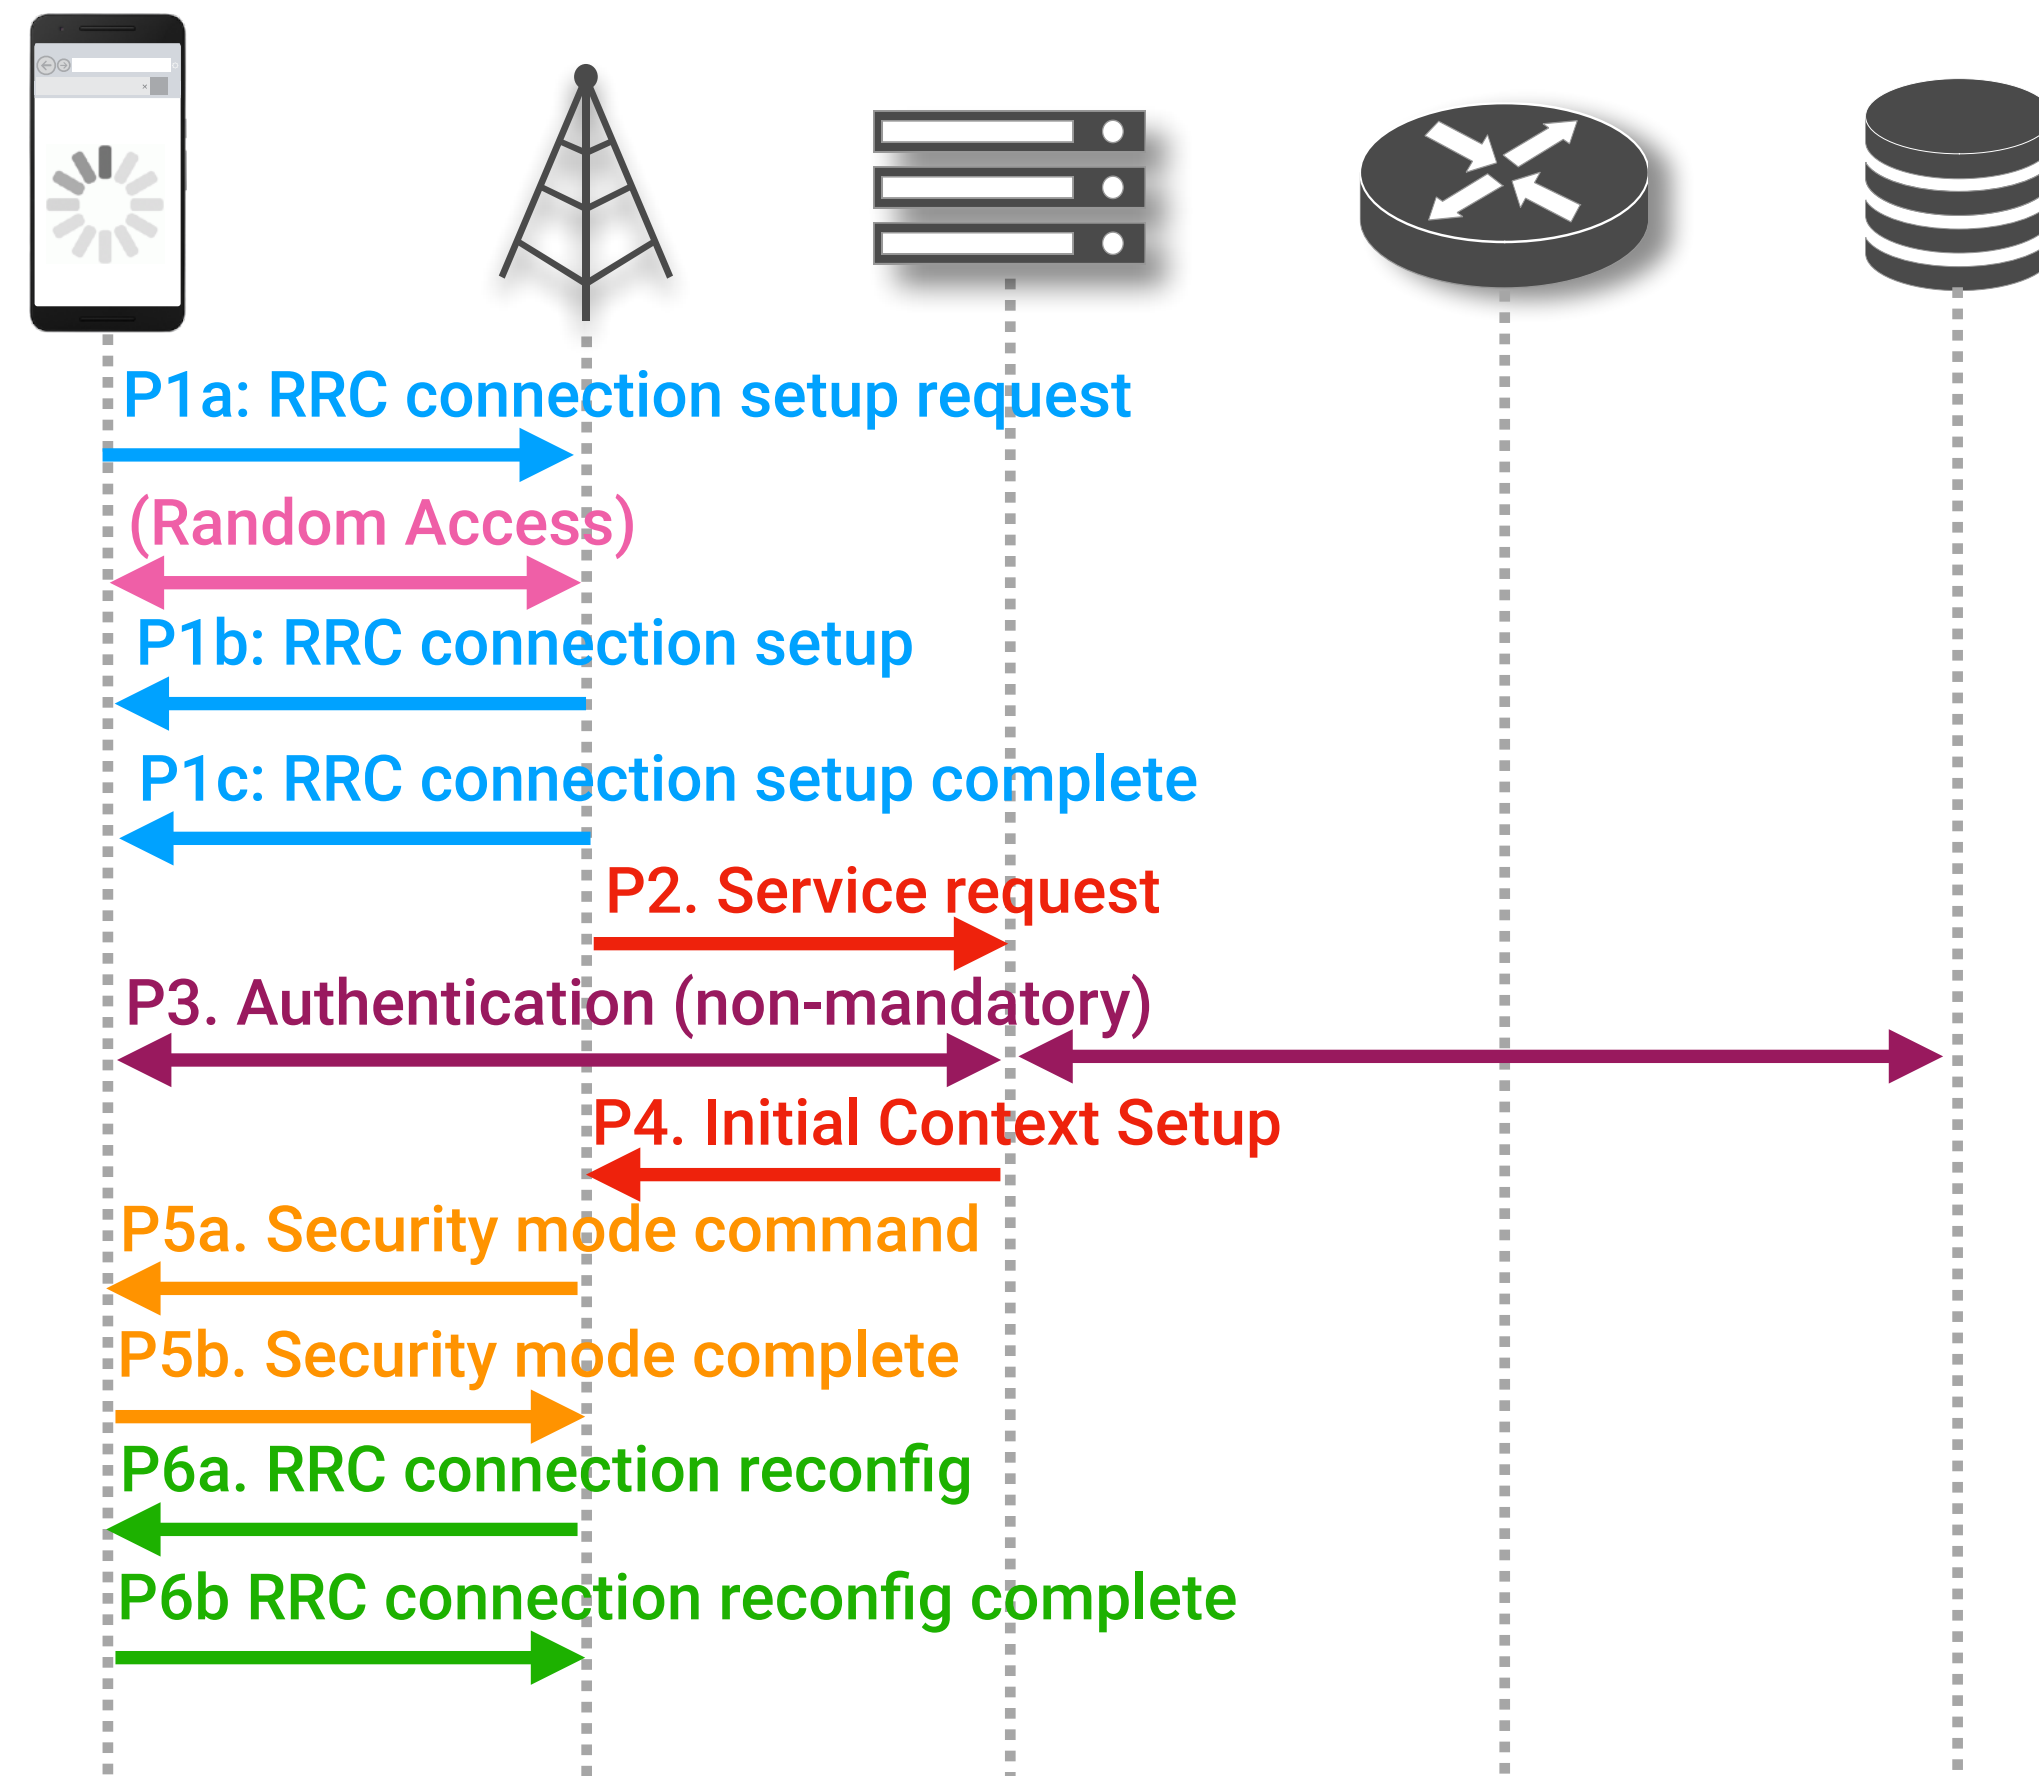 P1a: RRC connection setup request
(Random Access)
P1b: RRC connection setup
P1c: RRC connection setup complete
P2. Service request
P3. Authentication (non-mandatory)
P4. Initial Context Setup
P5a. Security mode command
P5b. Security mode complete
P6a. RRC connection reconfig
P6b RRC connection reconfig complete